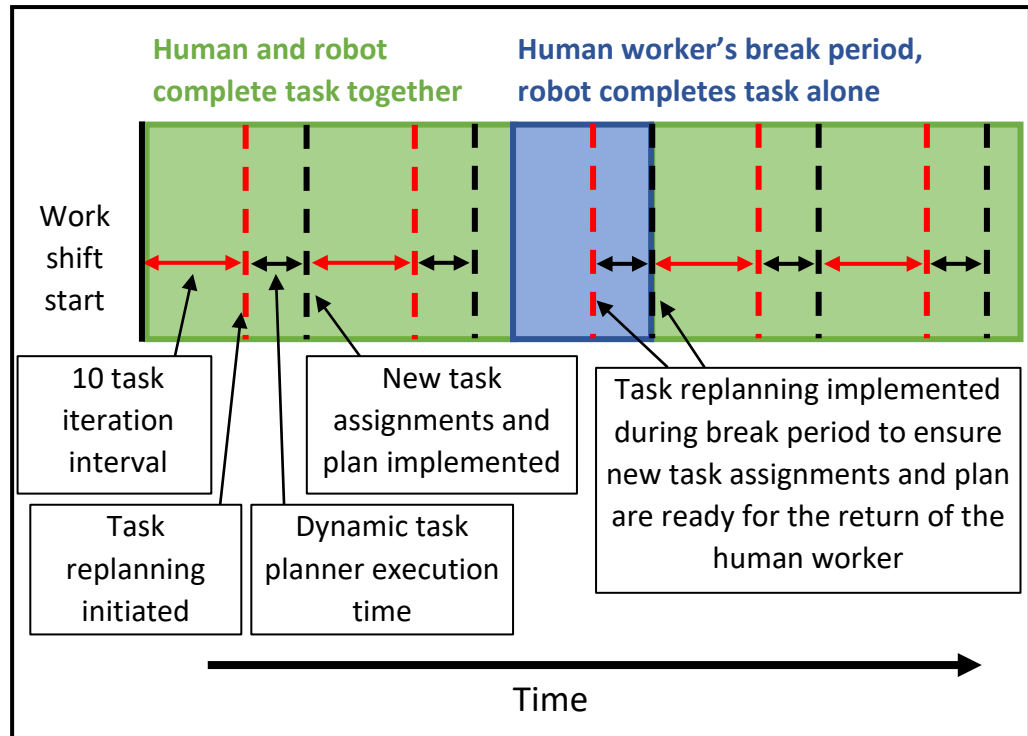 Human and robot
complete task together
Human worker’s break period,
robot completes task alone
Work
shift
start
10 task
iteration
interval
New task
assignments and
plan implemented
Task replanning implemented
during break period to ensure
new task assignments and plan
are ready for the return of the
human worker
Task
replanning
initiated
Dynamic task
planner execution
time
Time